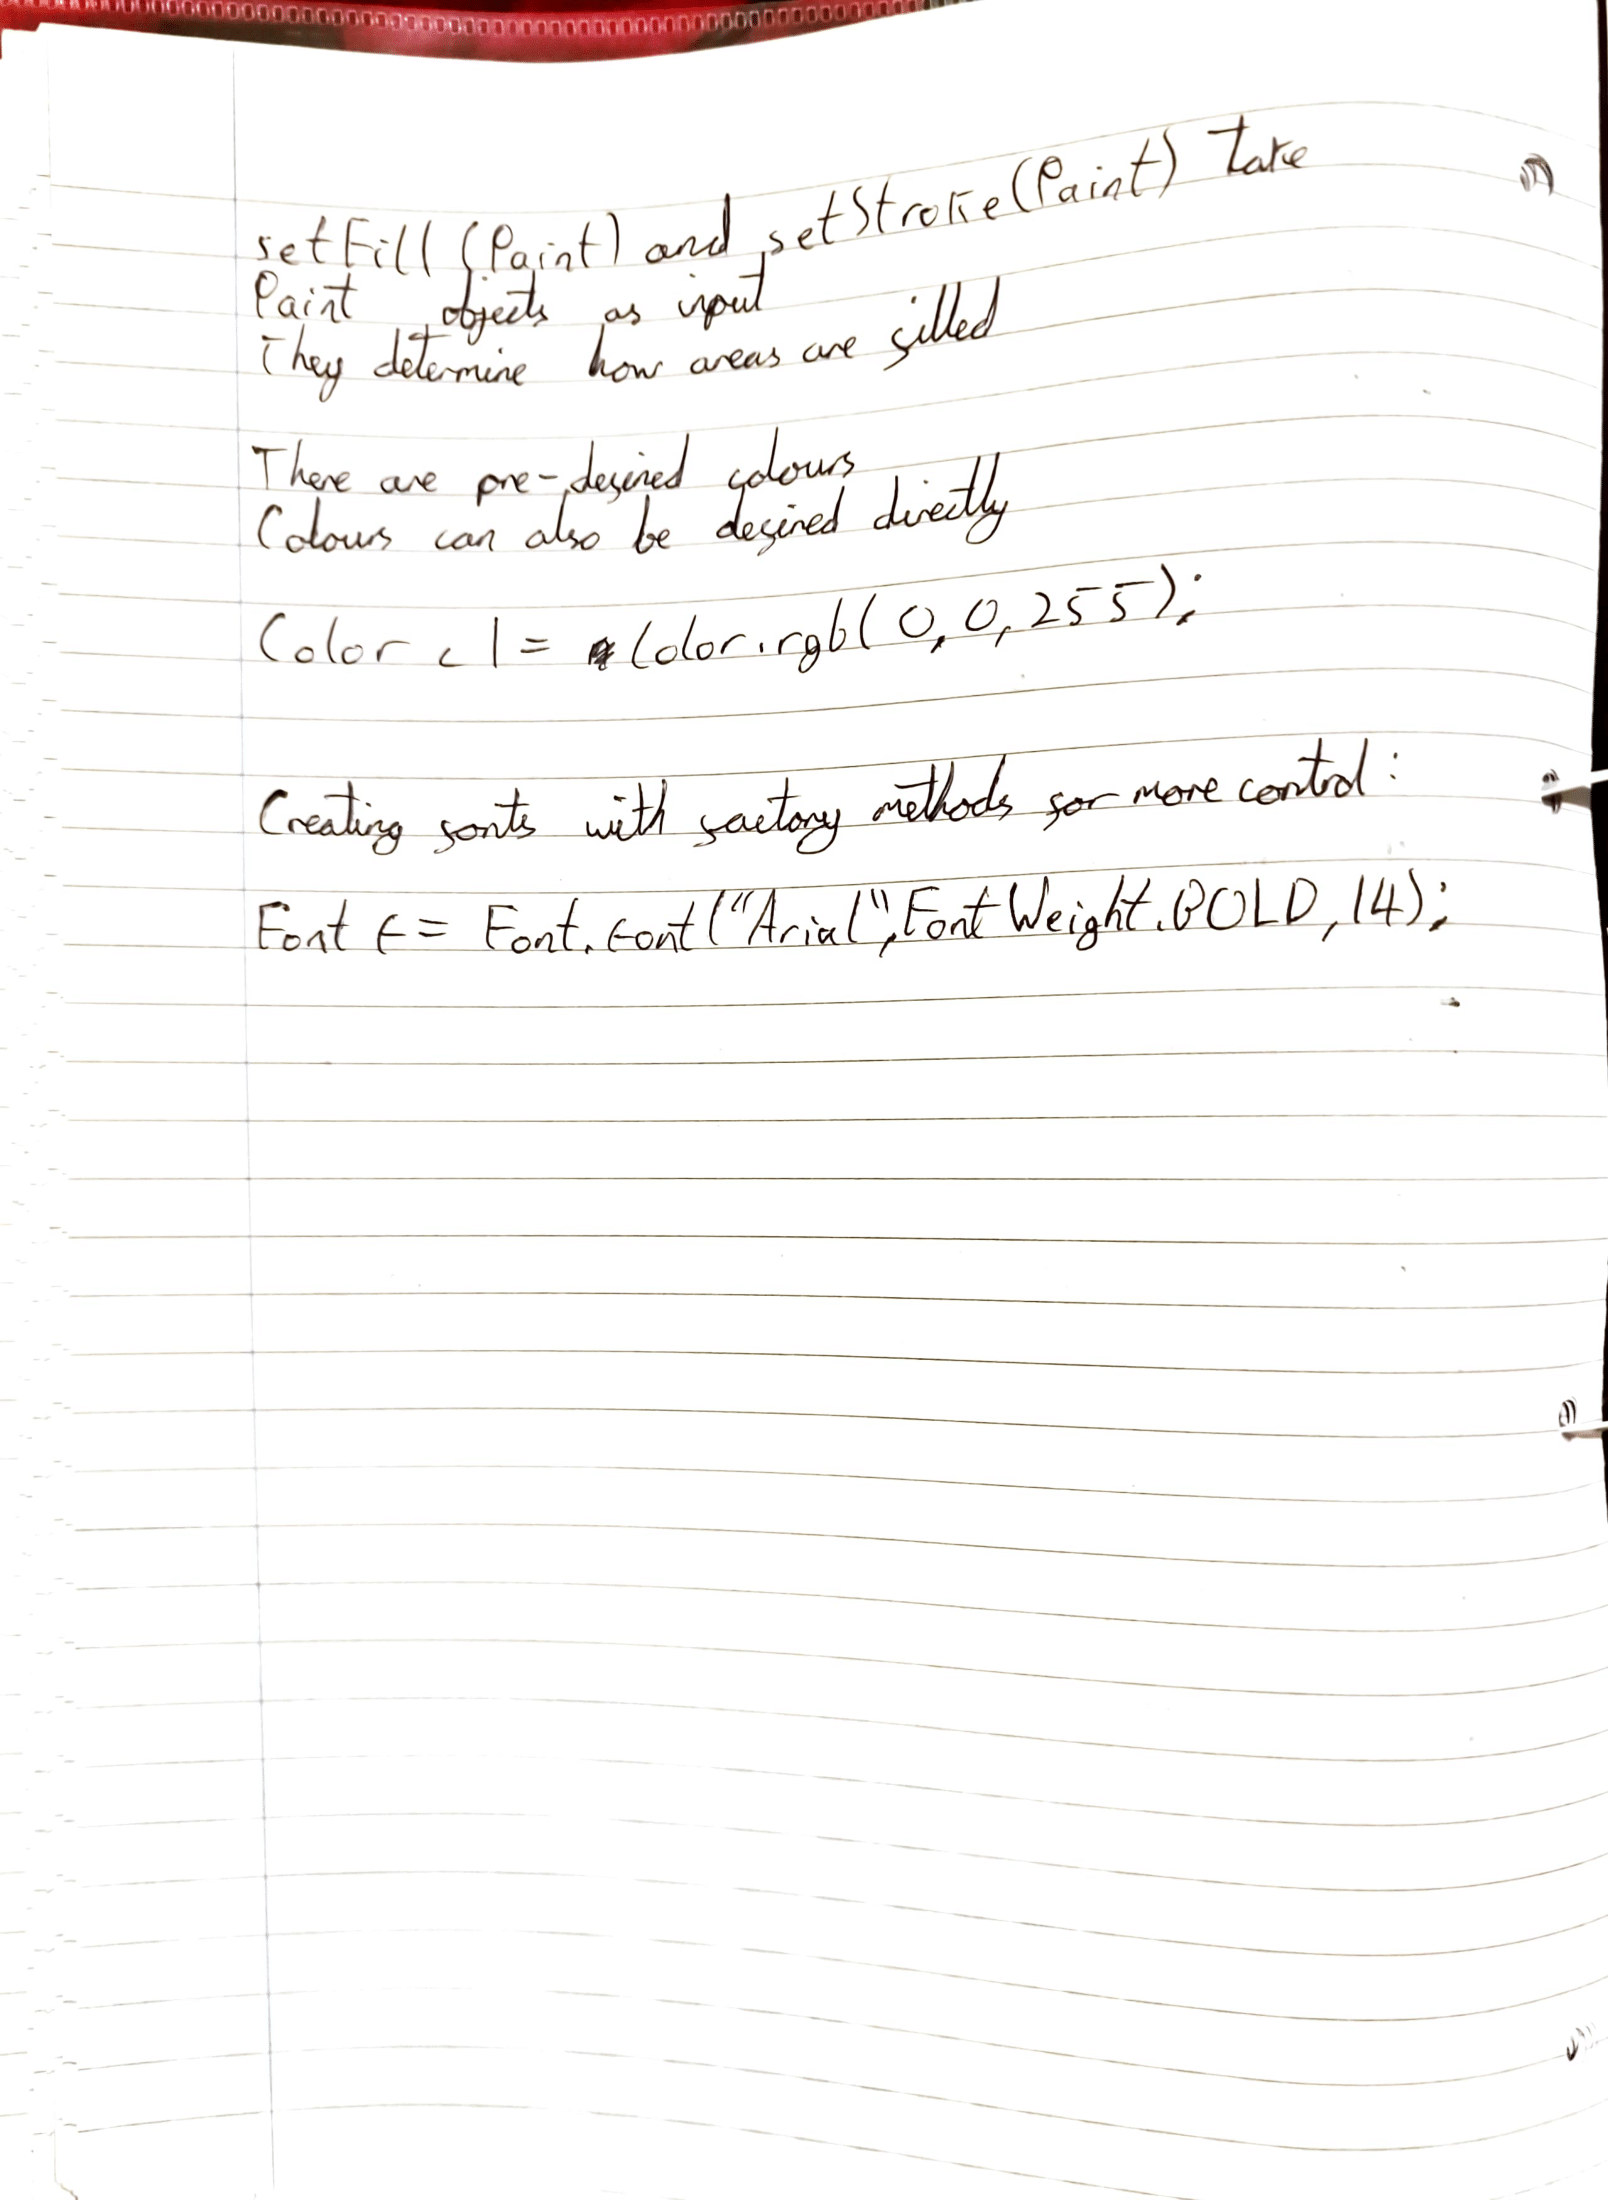 setFill (Paint) and setStroke (Paint) take
Paint objects as input
They determine how areas are filled
There are pre-defined colours
Colours can also be defined directly
Color c1 = Color.rgb(0,0,255);
Creating fonts with factory methods for more control:
Font f = Font.font("Arial", FontWeight.BOLD, 14);